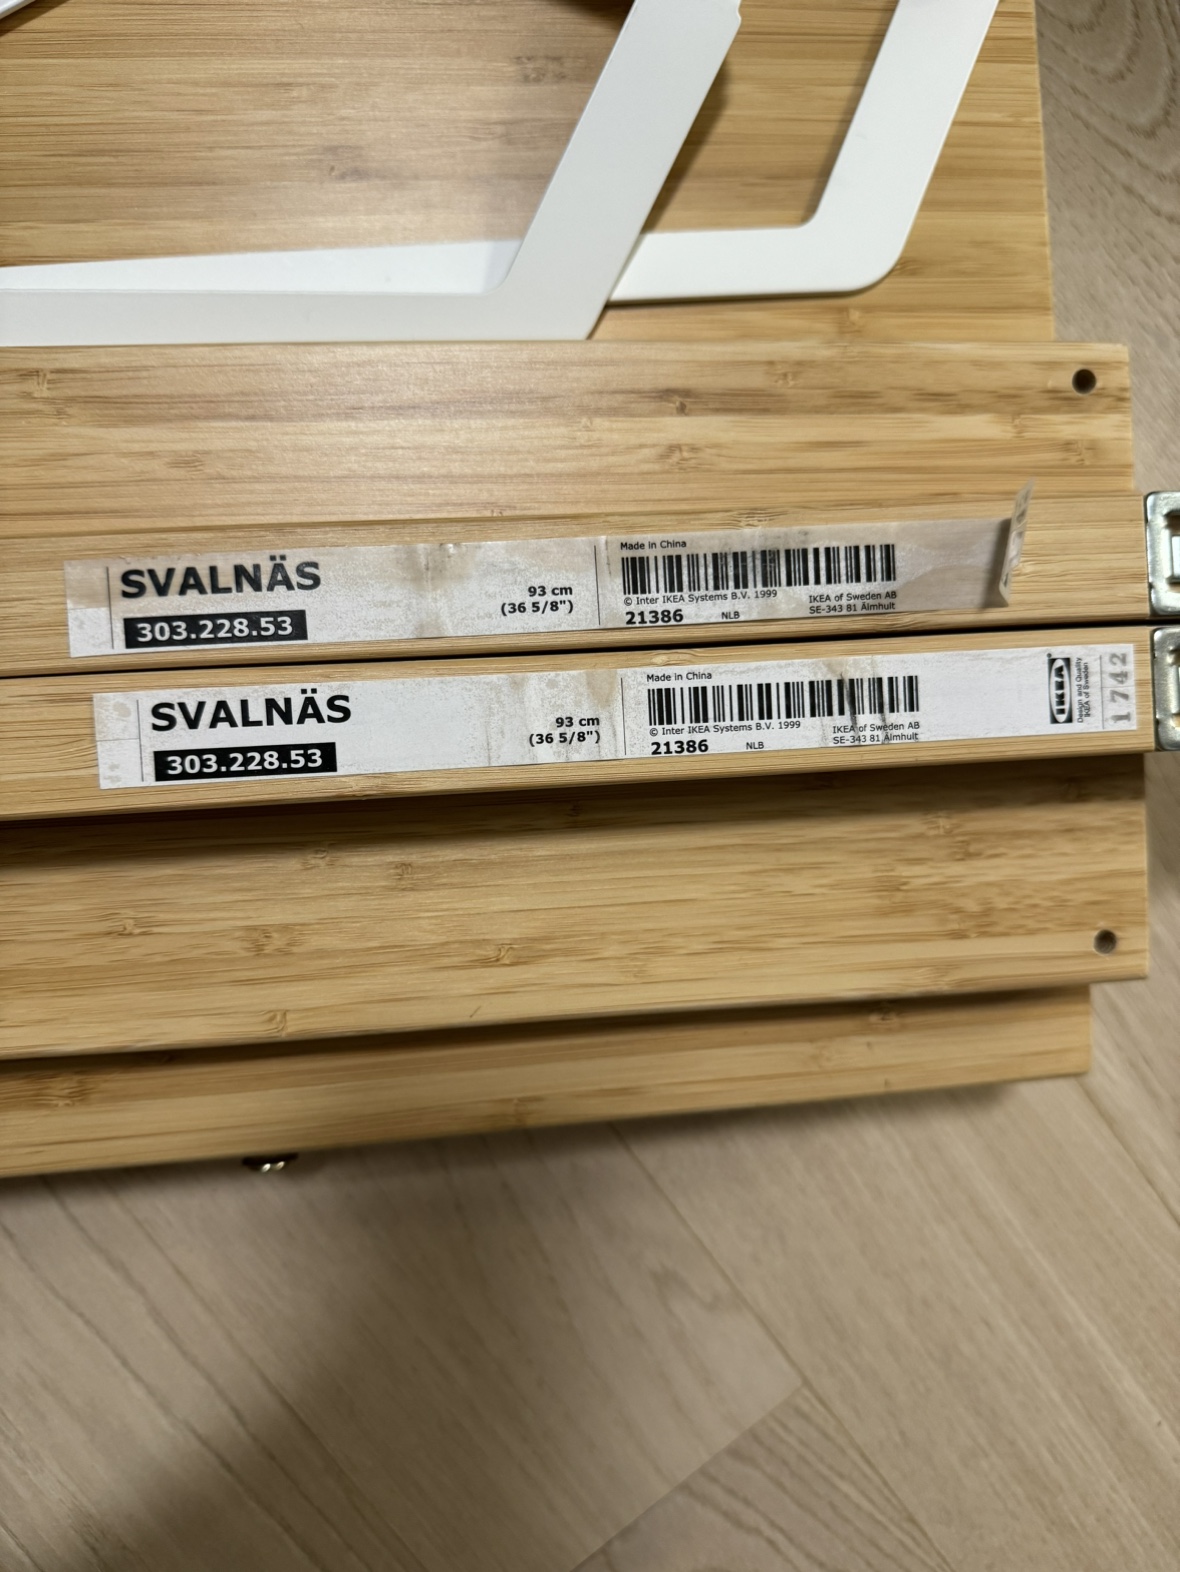 SVALNÄS
303.228.53
93 cm
(36 5/8")
Made in China
© Inter IKEA Systems B.V. 1999
21386
NLB
IKEA of Sweden AB
SE-343 81 Älmhult
SVALNÄS
303.228.53
93 cm
(36 5/8")
Made in China
© Inter IKEA Systems B.V. 1999
21386
NLB
IKEA of Sweden AB
SE-343 81 Älmhult
IKEA
Design and Quality
IKEA of Sweden
1742